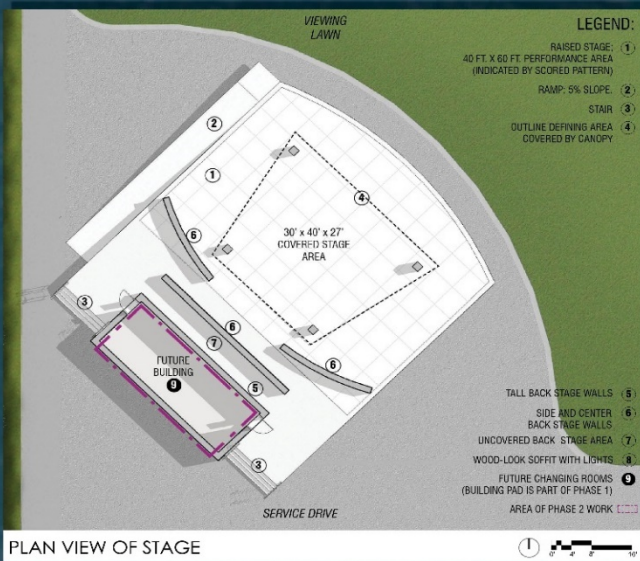 VIEWING
LAWN
LEGEND:
RAISED STAGE; 1
40 FT. X 60 FT. PERFORMANCE AREA
(INDICATED BY SCORED PATTERN)
RAMP: 5% SLOPE. 2
STAIR 3
OUTLINE DEFINING AREA 4
COVERED BY CANOPY
2
1
4
6
30' x 40' x 27'
COVERED STAGE
AREA
3
6
7
6
FUTURE
BUILDING
9
5
3
TALL BACK STAGE WALLS 5
SIDE AND CENTER 6
BACK STAGE WALLS
UNCOVERED BACK STAGE AREA 7
WOOD-LOOK SOFFIT WITH LIGHTS 8
FUTURE CHANGING ROOMS 9
(BUILDING PAD IS PART OF PHASE 1)
AREA OF PHASE 2 WORK
SERVICE DRIVE
PLAN VIEW OF STAGE
0' 4' 8' 16'